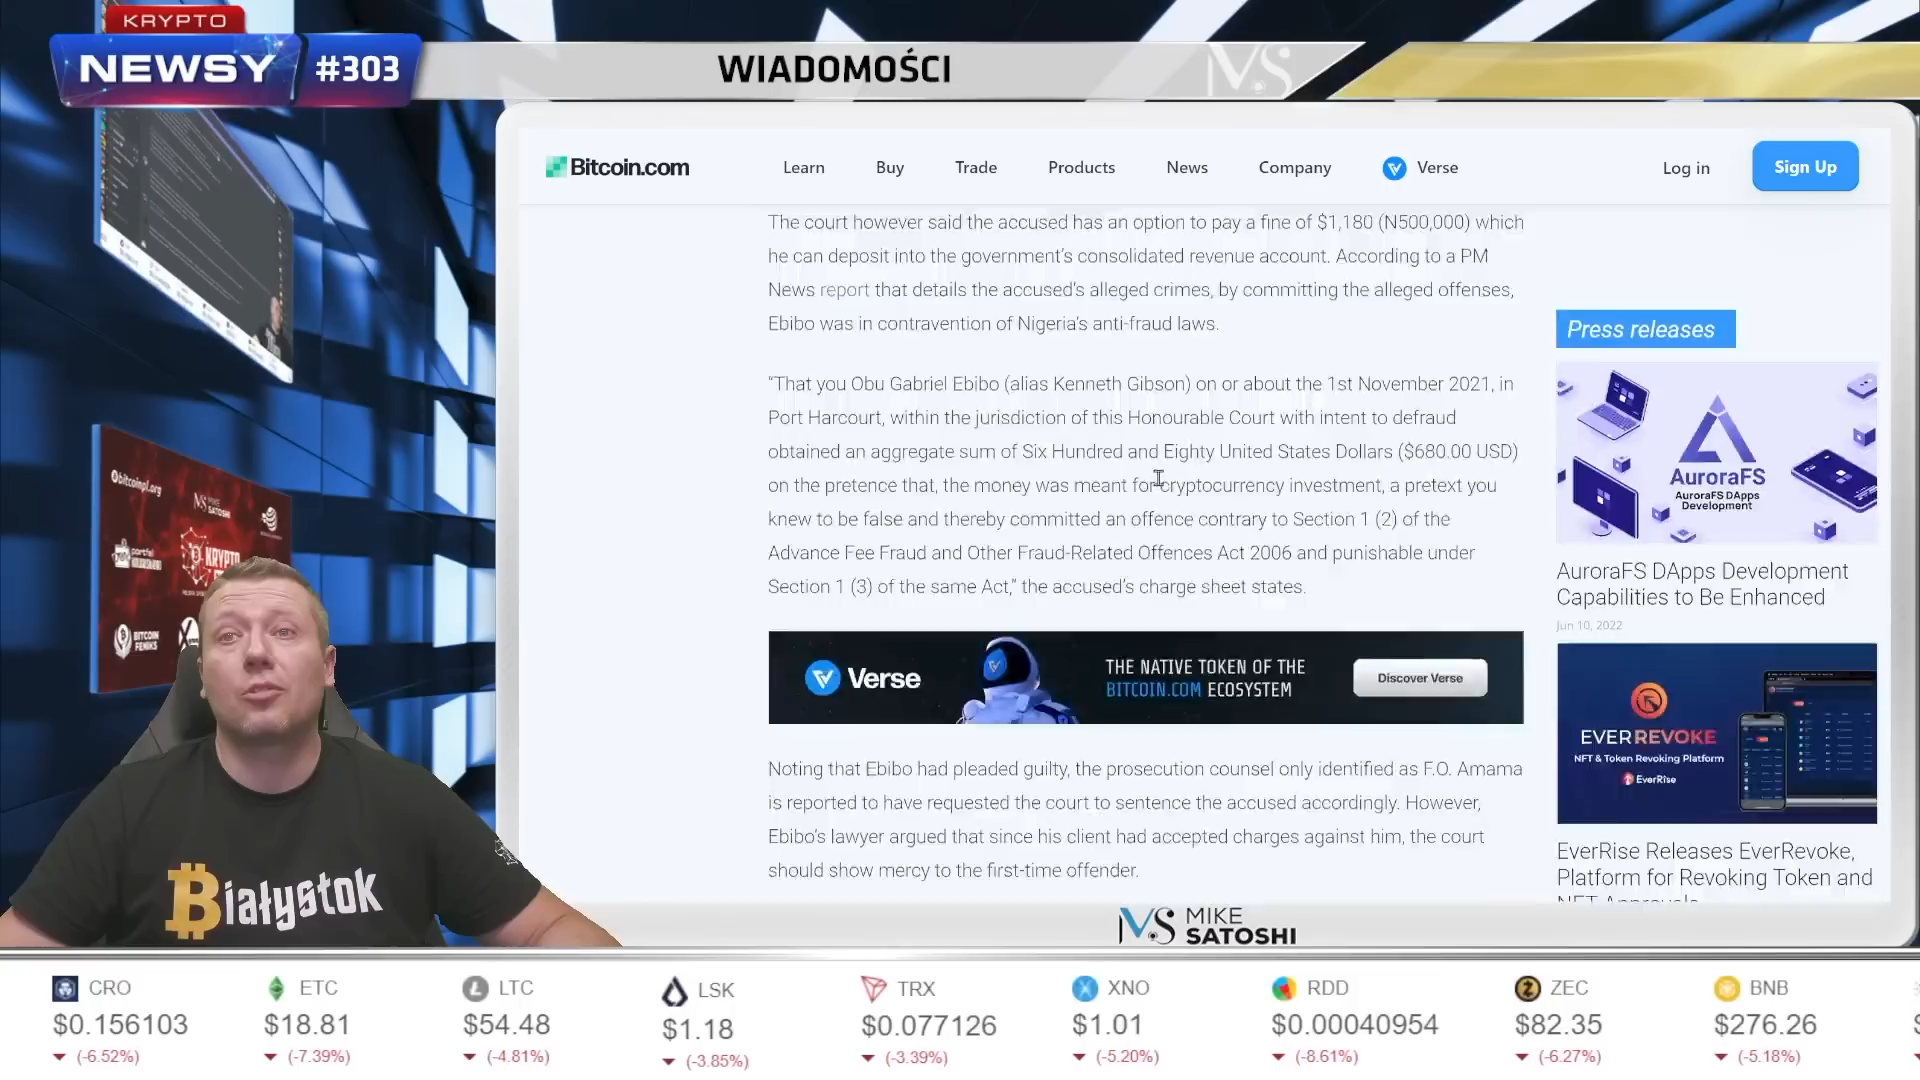 KRYPTO
NEWSY #303
WIADOMOŚCI
MS
Bitcoin.com
Learn
Buy
Trade
Products
News
Company
Verse
Log in
Sign Up
The court however said the accused has an option to pay a fine of $1,180 (N500,000) which
he can deposit into the government's consolidated revenue account. According to a PM
News report that details the accused's alleged crimes, by committing the alleged offenses,
Ebibo was in contravention of Nigeria's anti-fraud laws.
“That you Obu Gabriel Ebibo (alias Kenneth Gibson) on or about the 1st November 2021, in
Port Harcourt, within the jurisdiction of this Honourable Court with intent to defraud
obtained an aggregate sum of Six Hundred and Eighty United States Dollars ($680.00 USD)
on the pretence that, the money was meant for cryptocurrency investment, a pretext you
knew to be false and thereby committed an offence contrary to Section 1 (2) of the
Advance Fee Fraud and Other Fraud-Related Offences Act 2006 and punishable under
Section 1 (3) of the same Act,” the accused's charge sheet states.
Verse
THE NATIVE TOKEN OF THE
BITCOIN.COM ECOSYSTEM
Discover Verse
Noting that Ebibo had pleaded guilty, the prosecution counsel only identified as F.O. Amama
is reported to have requested the court to sentence the accused accordingly. However,
Ebibo's lawyer argued that since his client had accepted charges against him, the court
should show mercy to the first-time offender.
Press releases
AuroraFS
AuroraFS DApps
Development
AuroraFS DApps Development
Capabilities to Be Enhanced
Jun 10, 2022
EVERREVOKE
NFT & Token Revoking Platform
EverRise
EverRise Releases EverRevoke,
Platform for Revoking Token and
NFT Approvals
bitcoinpl.org
MS MIKE
SATOSHI
portfel
KRYPTO
BITCOIN
FENIKS
Białystok
MS MIKE
SATOSHI
CRO
$0.156103
(-6.52%)
ETC
$18.81
(-7.39%)
LTC
$54.48
(-4.81%)
LSK
$1.18
(-3.85%)
TRX
$0.077126
(-3.39%)
XNO
$1.01
(-5.20%)
RDD
$0.00040954
(-8.61%)
ZEC
$82.35
(-6.27%)
BNB
$276.26
(-5.18%)